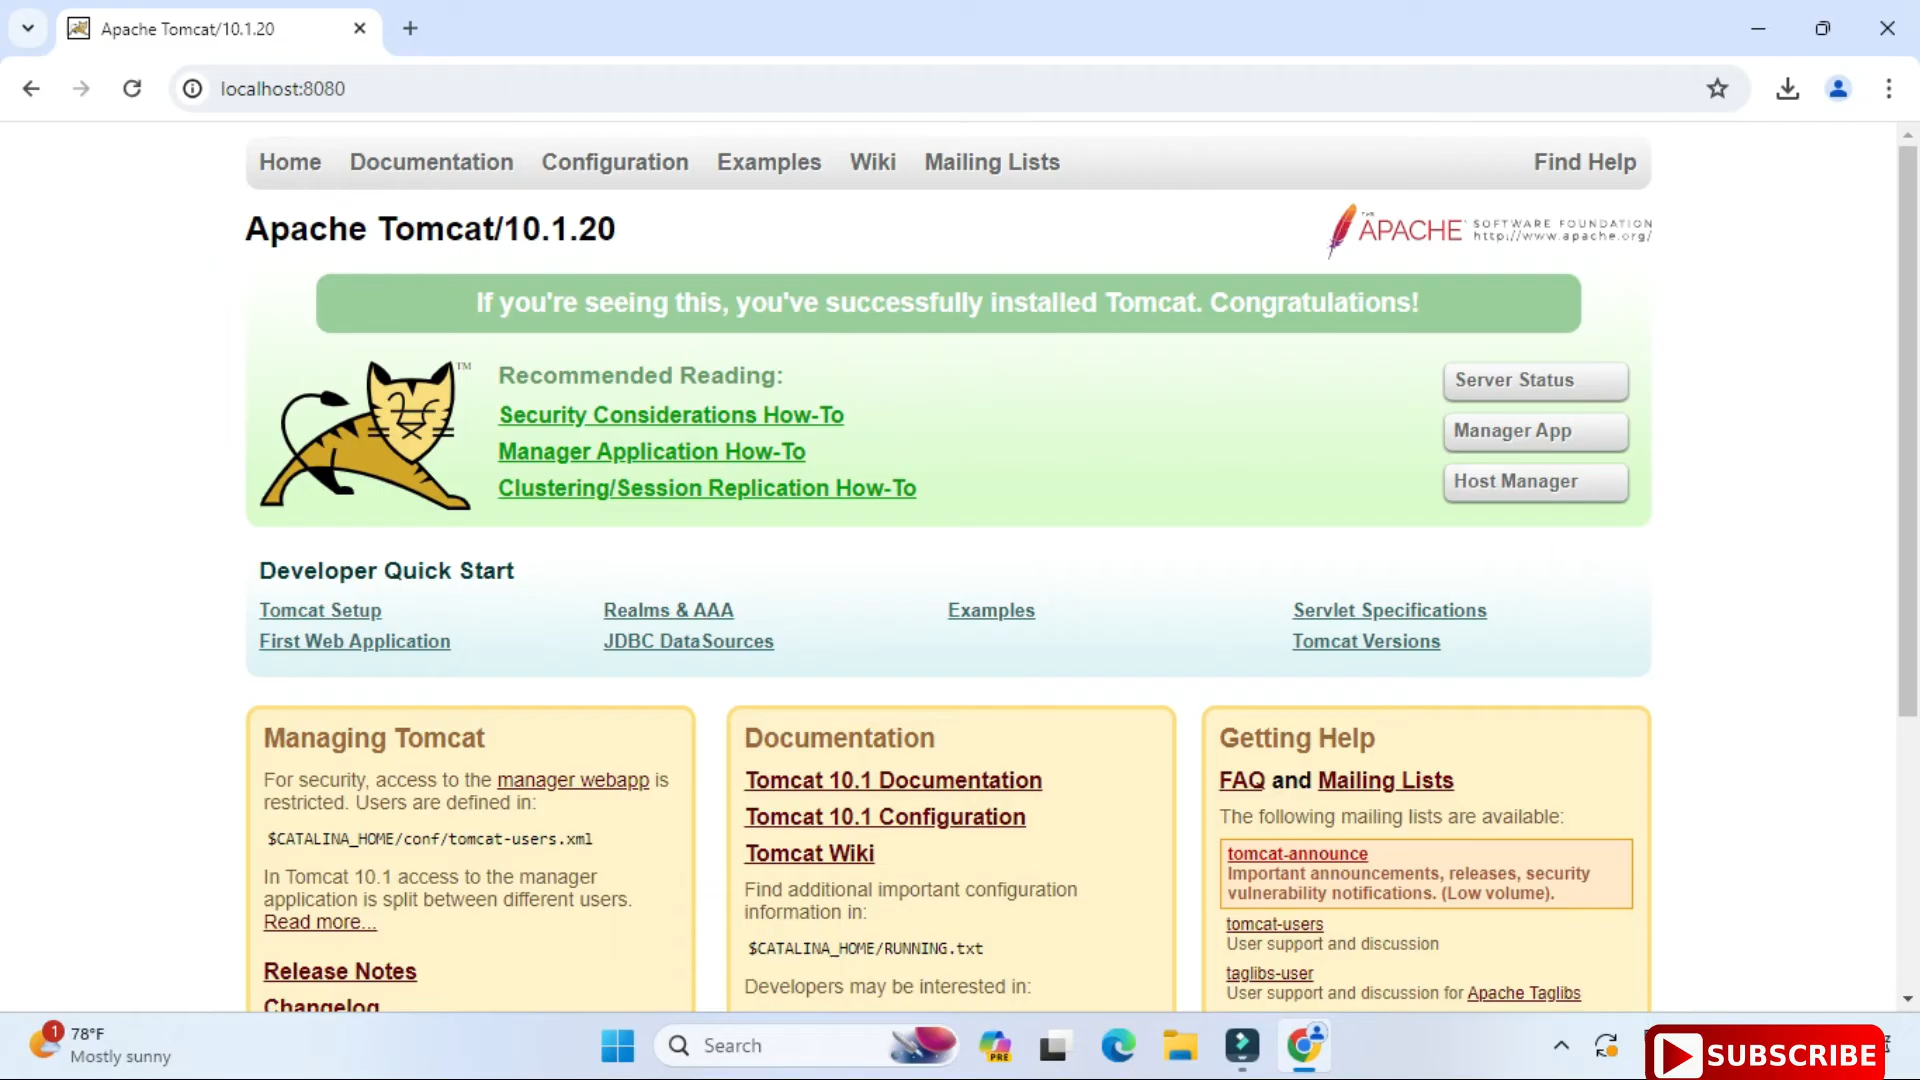 Apache Tomcat/10.1.20
localhost:8080
Home Documentation Configuration Examples Wiki Mailing Lists Find Help
Apache Tomcat/10.1.20
THE APACHE SOFTWARE FOUNDATION
http://www.apache.org/
If you're seeing this, you've successfully installed Tomcat. Congratulations!
TM
Recommended Reading:
Security Considerations How-To
Manager Application How-To
Clustering/Session Replication How-To
Server Status
Manager App
Host Manager
Developer Quick Start
Tomcat Setup
First Web Application
Realms & AAA
JDBC DataSources
Examples
Servlet Specifications
Tomcat Versions
Managing Tomcat
For security, access to the manager webapp is
restricted. Users are defined in:
$CATALINA_HOME/conf/tomcat-users.xml
In Tomcat 10.1 access to the manager
application is split between different users.
Read more...
Release Notes
Changelog
Documentation
Tomcat 10.1 Documentation
Tomcat 10.1 Configuration
Tomcat Wiki
Find additional important configuration
information in:
$CATALINA_HOME/RUNNING.txt
Developers may be interested in:
Getting Help
FAQ and Mailing Lists
The following mailing lists are available:
tomcat-announce
Important announcements, releases, security
vulnerability notifications. (Low volume).
tomcat-users
User support and discussion
taglibs-user
User support and discussion for Apache Taglibs
1
78°F
Mostly sunny
Search
PRE
SUBSCRIBE